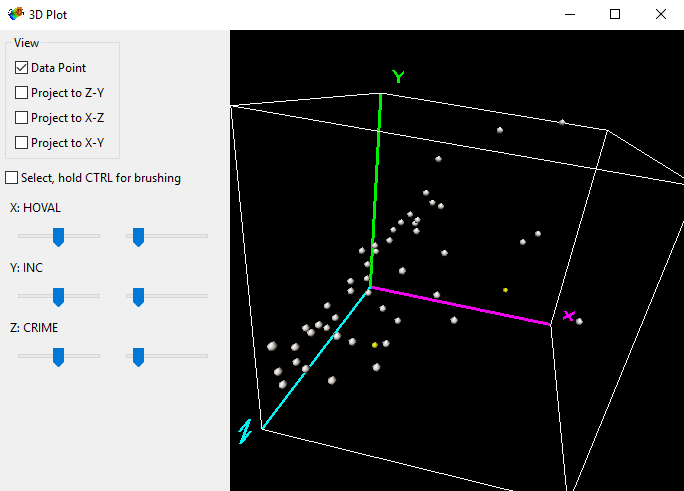 3D Plot
View
Data Point
Project to Z-Y
Project to X-Z
Project to X-Y
Select, hold CTRL for brushing
X: HOVAL
Y: INC
Z: CRIME
Y
X
Z